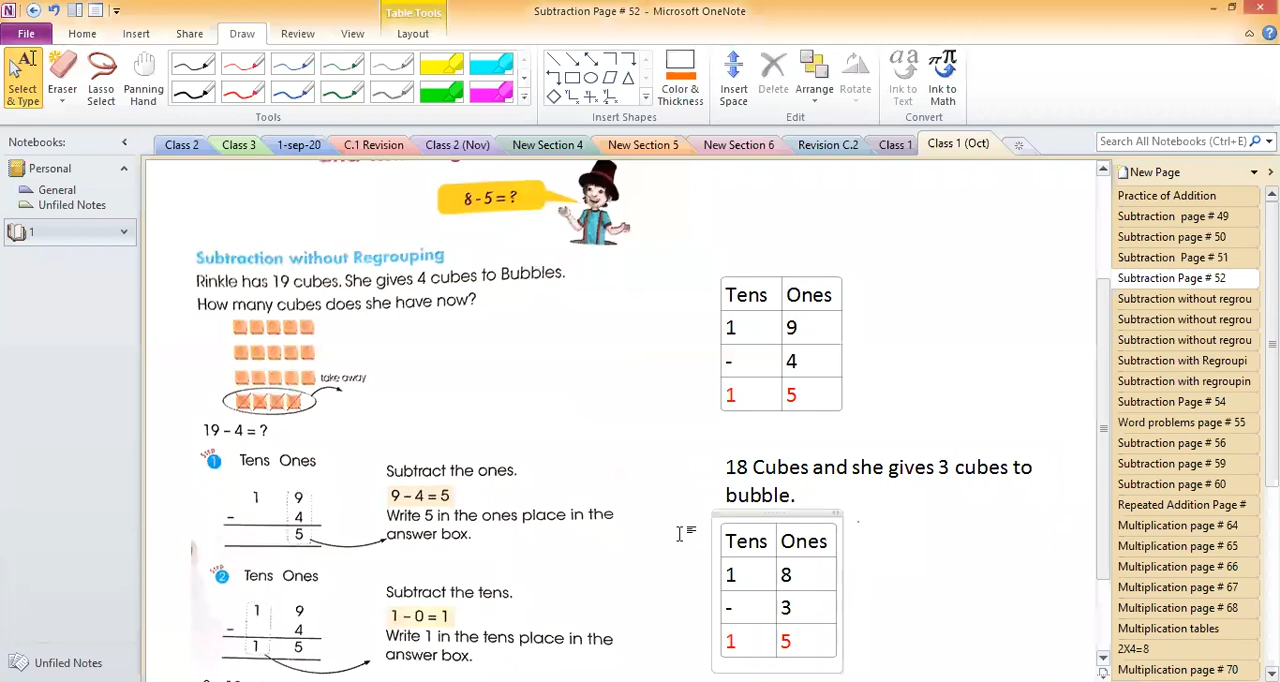 Table Tools
Subtraction Page # 52 - Microsoft OneNote
File Home Insert Share Draw Review View Layout
Select & Type
Eraser
Lasso Select
Panning Hand
Color & Thickness
Insert Space
Delete
Arrange
Rotate
Ink to Text
Ink to Math
Tools
Insert Shapes
Edit
Convert
Notebooks:
Class 2 Class 3 1-sep-20 C.1 Revision Class 2 (Nov) New Section 4 New Section 5 New Section 6 Revision C.2 Class 1 Class 1 (Oct)
Search All Notebooks (Ctrl+E)
Personal
General
Unfiled Notes
1
8 - 5 = ?
Subtraction without Regrouping
Rinkle has 19 cubes. She gives 4 cubes to Bubbles.
How many cubes does she have now?
take away
19 – 4 = ?
Step 1
Tens Ones
1 9
- 4
5
Subtract the ones.
9 – 4 = 5
Write 5 in the ones place in the
answer box.
Step 2
Tens Ones
1 9
- 4
1 5
Subtract the tens.
1 – 0 = 1
Write 1 in the tens place in the
answer box.
Tens Ones
1 9
- 4
1 5
18 Cubes and she gives 3 cubes to
bubble.
Tens Ones
1 8
- 3
1 5
New Page
Practice of Addition
Subtraction page # 49
Subtraction page # 50
Subtraction Page # 51
Subtraction Page # 52
Subtraction without regrou
Subtraction without regrou
Subtraction without regrou
Subtraction with Regroupi
Subtraction with regroupin
Subtraction Page # 54
Word problems page # 55
Subtraction page # 56
Subtraction page # 59
Subtraction page # 60
Repeated Addition Page #
Multiplication page # 64
Multiplication page # 65
Multiplication page # 66
Multiplication page # 67
Multiplication page # 68
Multiplication tables
2X4=8
Multiplication page # 70
Unfiled Notes